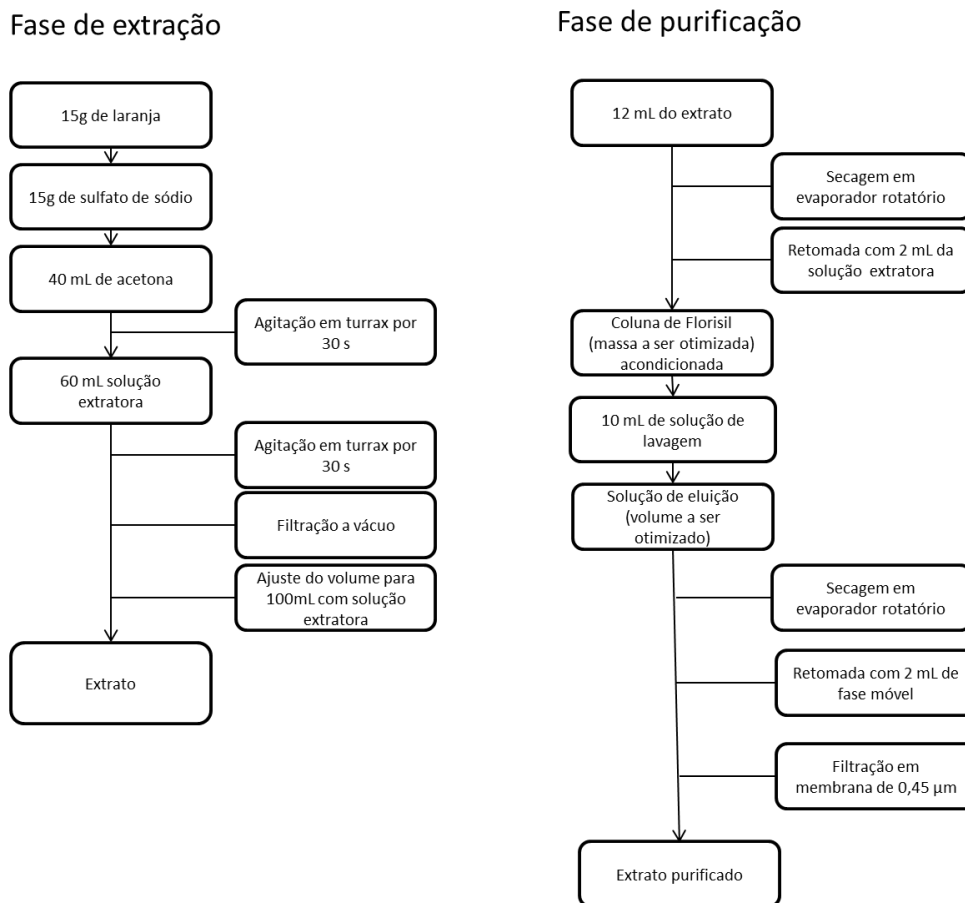 Fase de extração
15g de laranja
15g de sulfato de sódio
40 mL de acetona
Agitação em turrax por
30 s
60 mL solução
extratora
Agitação em turrax por
30 s
Filtração a vácuo
Ajuste do volume para
100mL com solução
extratora
Extrato
Fase de purificação
12 mL do extrato
Secagem em
evaporador rotatório
Retomada com 2 mL da
solução extratora
Coluna de Florisil
(massa a ser otimizada)
acondicionada
10 mL de solução de
lavagem
Solução de eluição
(volume a ser
otimizado)
Secagem em
evaporador rotatório
Retomada com 2 mL de
fase móvel
Filtração em
membrana de 0,45 µm
Extrato purificado